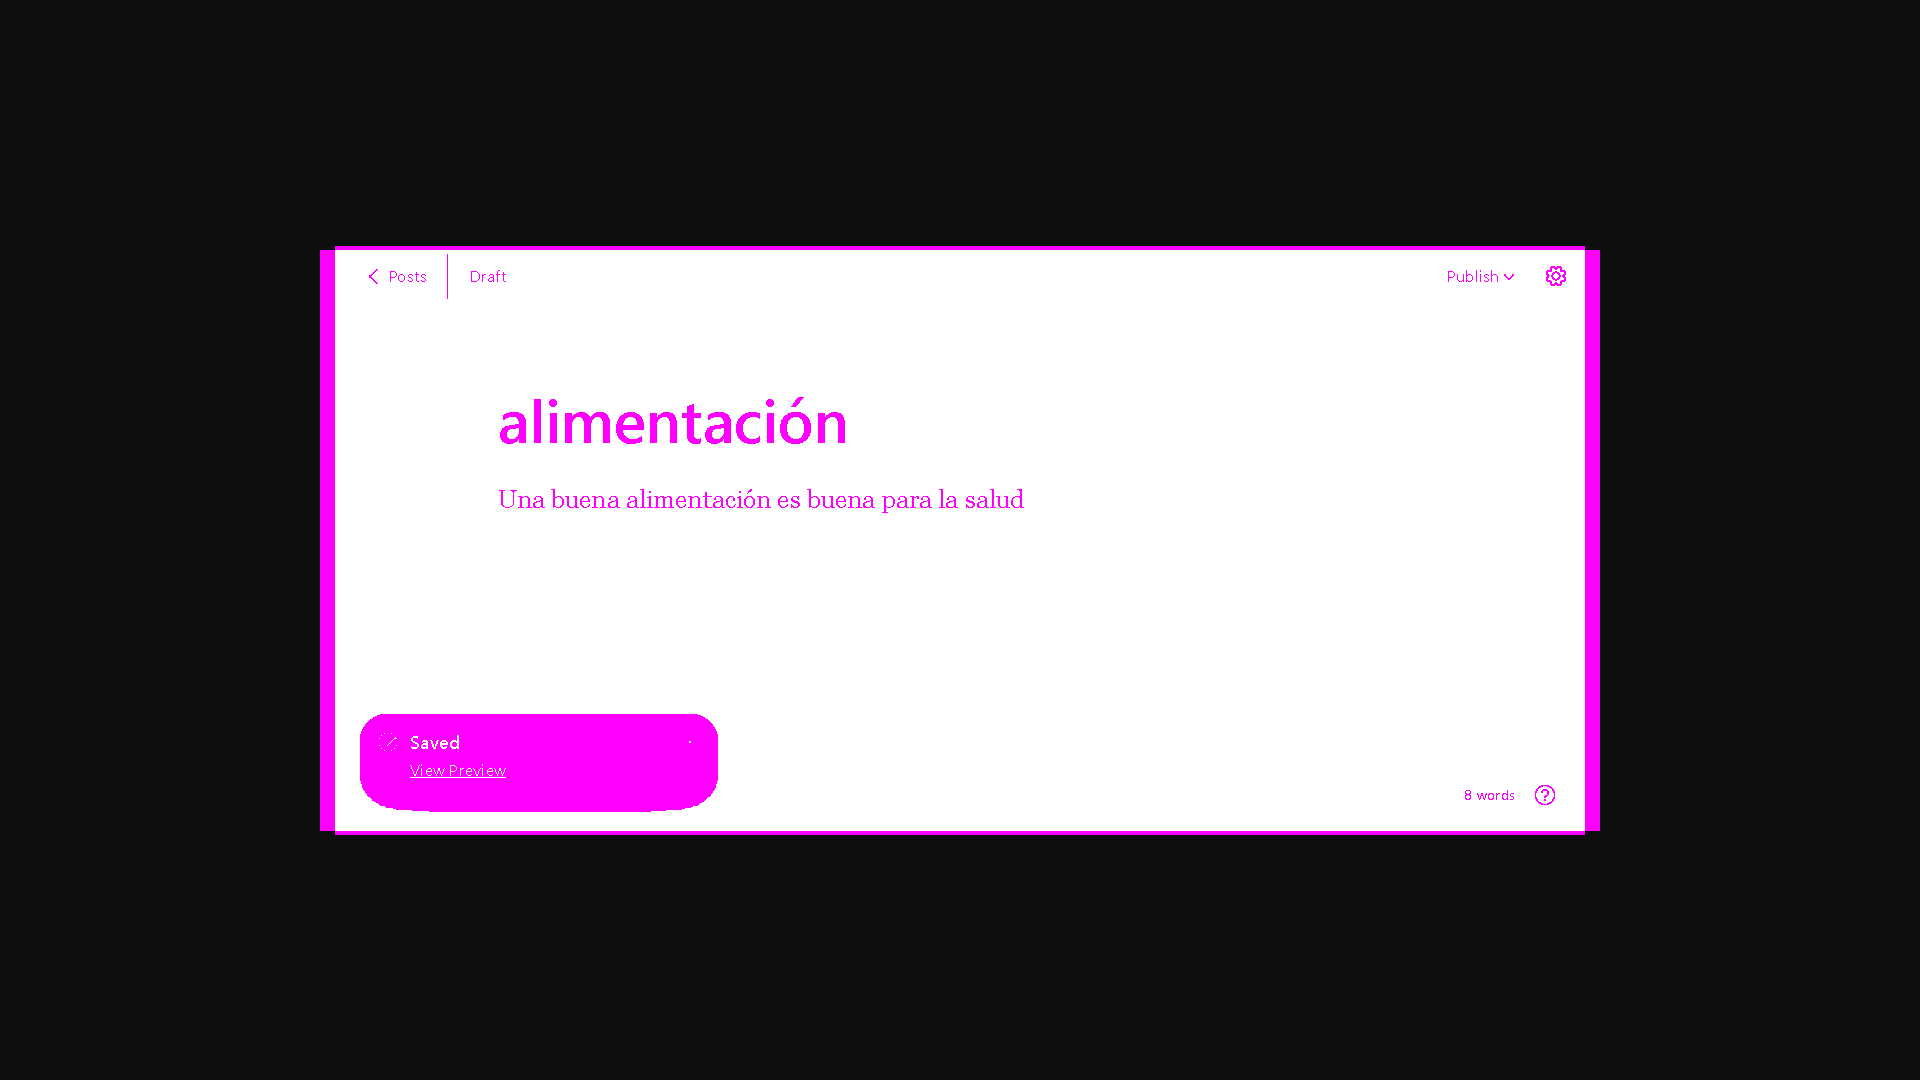 Posts
Draft
Publish
alimentación
Una buena alimentación es buena para la salud
Saved
View Preview
8 words